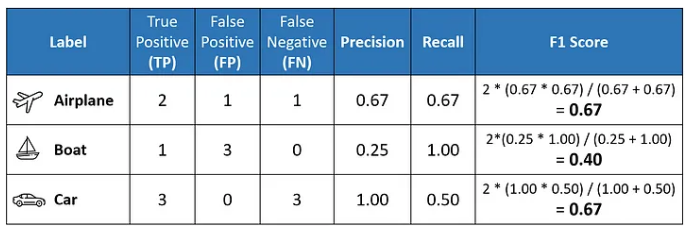 Label True Positive (TP) False Positive (FP) False Negative (FN) Precision Recall F1 Score
Airplane 2 1 1 0.67 0.67 2 * (0.67 * 0.67) / (0.67 + 0.67)
= 0.67
Boat 1 3 0 0.25 1.00 2*(0.25 * 1.00) / (0.25 + 1.00)
= 0.40
Car 3 0 3 1.00 0.50 2 * (1.00 * 0.50) / (1.00 + 0.50)
= 0.67